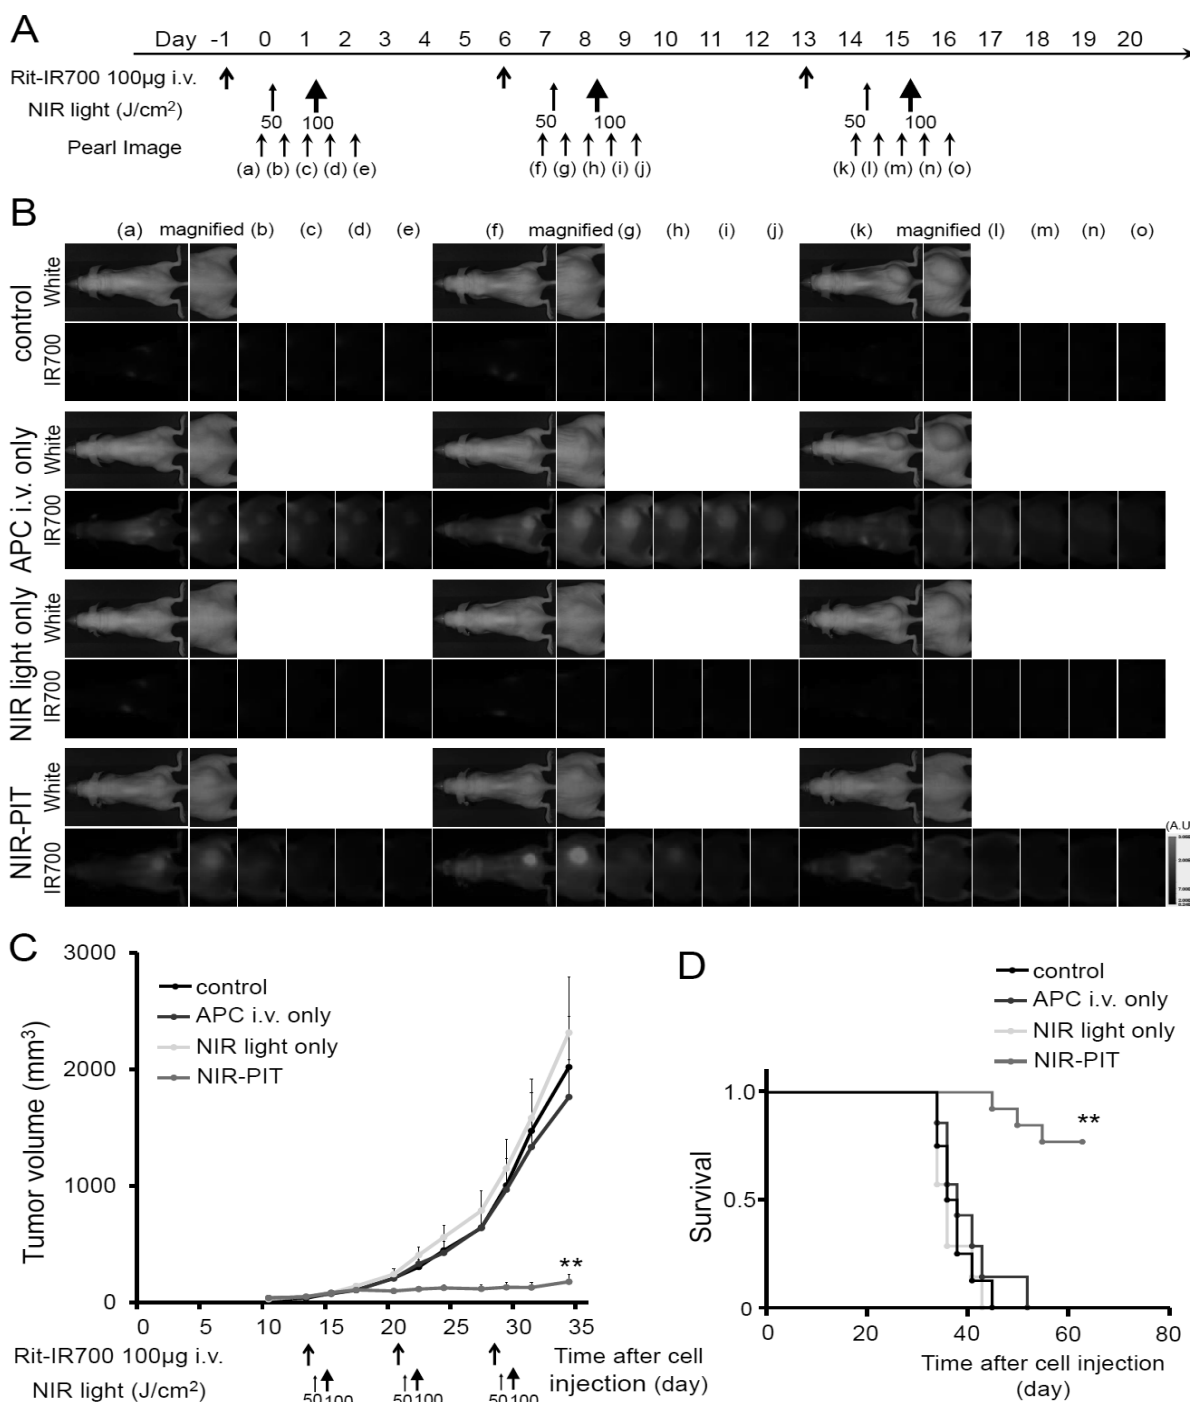 A
Day -1 0 1 2 3 4 5 6 7 8 9 10 11 12 13 14 15 16 17 18 19 20
Rit-IR700 100µg i.v.
NIR light (J/cm²)
50 100 50 100 50 100
Pearl Image
(a) (b) (c) (d) (e) (f) (g) (h) (i) (j) (k) (l) (m) (n) (o)
B
(a) magnified (b) (c) (d) (e) (f) magnified (g) (h) (i) (j) (k) magnified (l) (m) (n) (o)
control
White
IR700
APC i.v. only
White
IR700
NIR light only
White
IR700
NIR-PIT
White
IR700
(A.U
C
3000
2000
1000
0
Tumor volume (mm³)
control
APC i.v. only
NIR light only
NIR-PIT
**
0 5 10 15 20 25 30 35
Rit-IR700 100µg i.v.
NIR light (J/cm²)
50 100 50 100 50 100
Time after cell
injection (day)
D
control
APC i.v. only
NIR light only
NIR-PIT
1.0
0.5
0
Survival
**
0 20 40 60 80
Time after cell injection
(day)